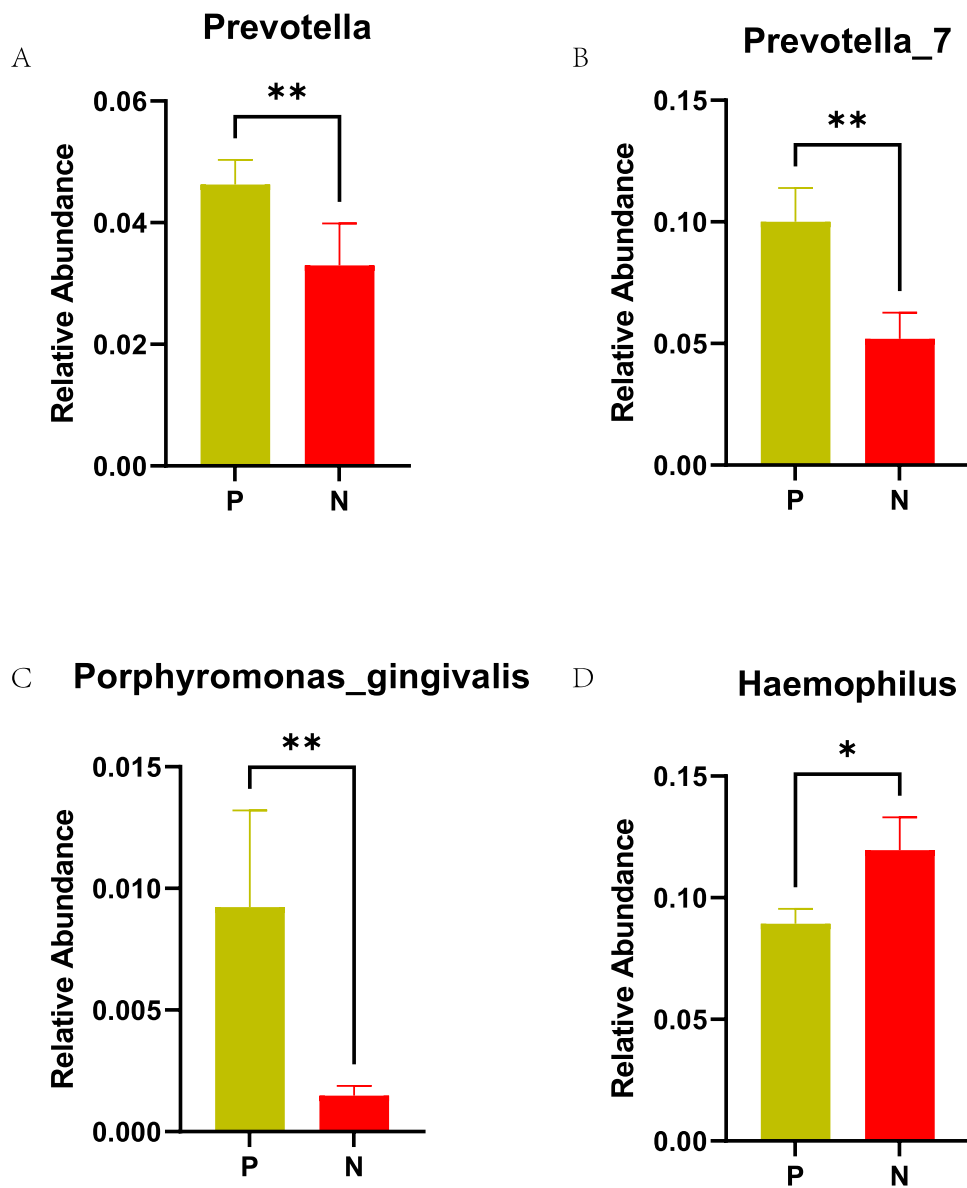 A
Prevotella
**
Relative Abundance
0.06
0.04
0.02
0.00
P
N
B
Prevotella_7
**
Relative Abundance
0.15
0.10
0.05
0.00
P
N
C
Porphyromonas_gingivalis
**
Relative Abundance
0.015
0.010
0.005
0.000
P
N
D
Haemophilus
*
Relative Abundance
0.15
0.10
0.05
0.00
P
N